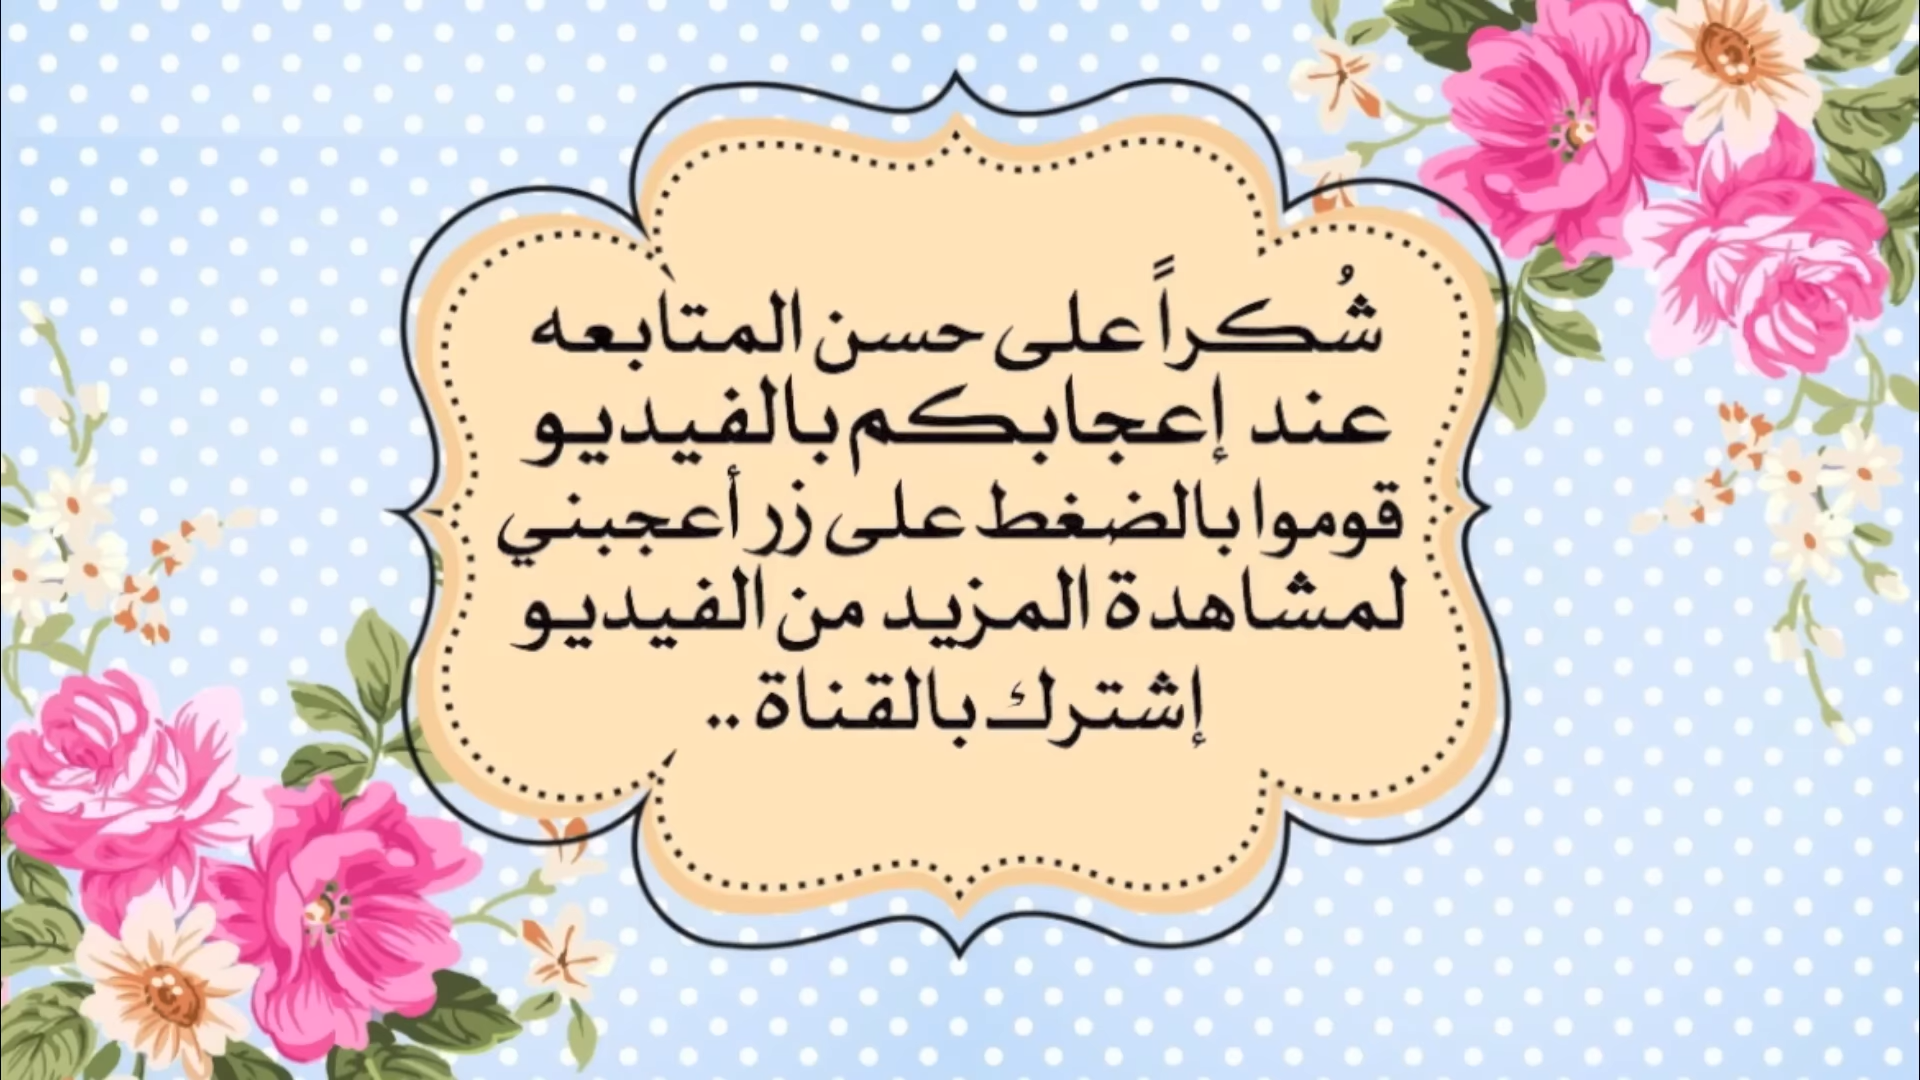 شُكراً على حسن المتابعه
عند إعجابكم بالفيديو
قوموا بالضغط على زر أعجبني
لمشاهدة المزيد من الفيديو
إشترك بالقناة ..